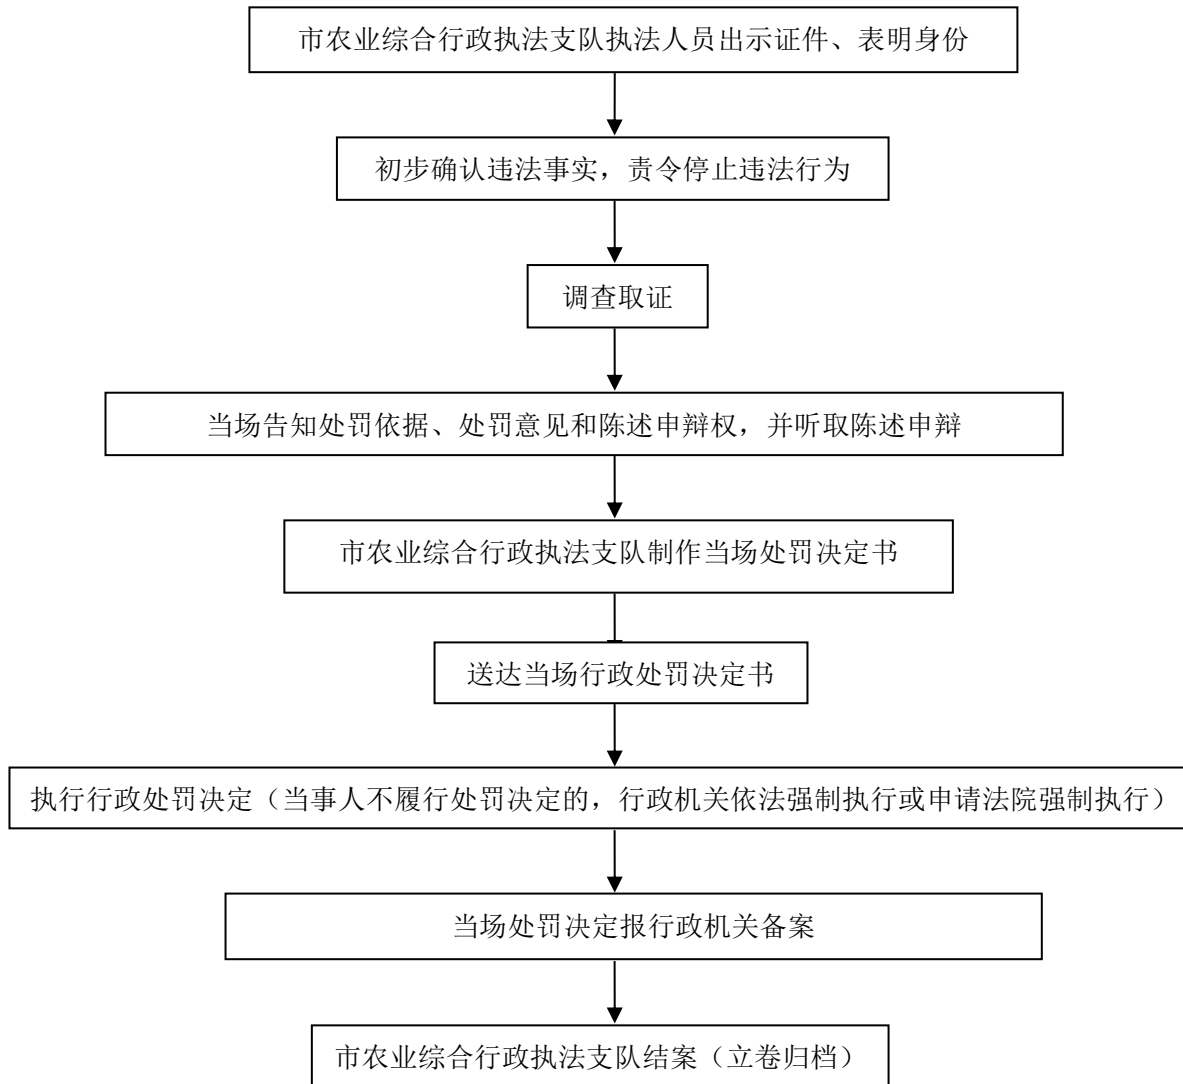 市农业综合行政执法支队执法人员出示证件、表明身份
初步确认违法事实，责令停止违法行为
调查取证
当场告知处罚依据、处罚意见和陈述申辩权，并听取陈述申辩
市农业综合行政执法支队制作当场处罚决定书
送达当场行政处罚决定书
执行行政处罚决定（当事人不履行处罚决定的，行政机关依法强制执行或申请法院强制执行）
当场处罚决定报行政机关备案
市农业综合行政执法支队结案（立卷归档）